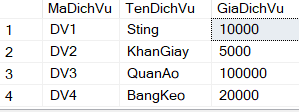 MaDichVu TenDichVu GiaDichVu
1 DV1 Sting 10000
2 DV2 KhanGiay 5000
3 DV3 QuanAo 100000
4 DV4 BangKeo 20000